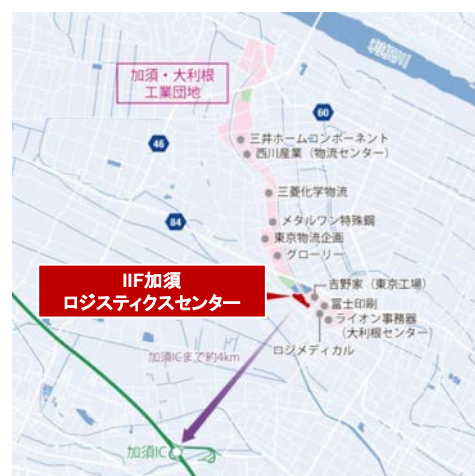 加須・大利根
工業団地
利根川
60
46
三井ホームコンポーネント
西川産業（物流センター）
三菱化学物流
84
メタルワン特殊鋼
東京物流企画
グローリー
IIF加須
ロジスティクスセンター
吉野家（東京工場）
冨士印刷
ライオン事務器
（大利根センター）
ロジメディカル
加須ICまで約4km
加須IC